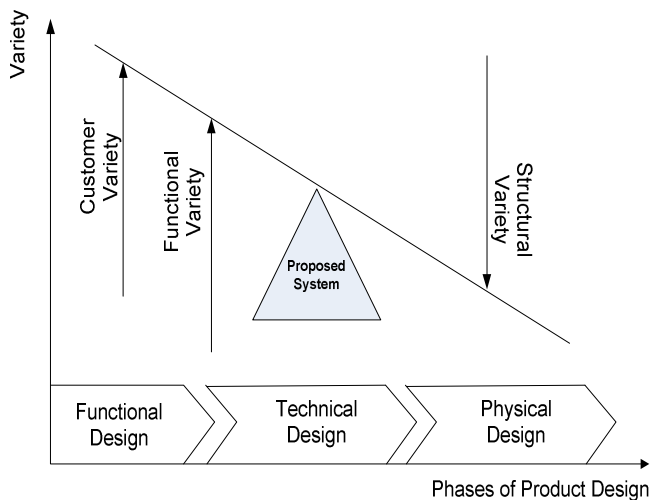 Variety
Customer
Variety
Functional
Variety
Structural
Variety
Proposed
System
Functional
Design
Technical
Design
Physical
Design
Phases of Product Design